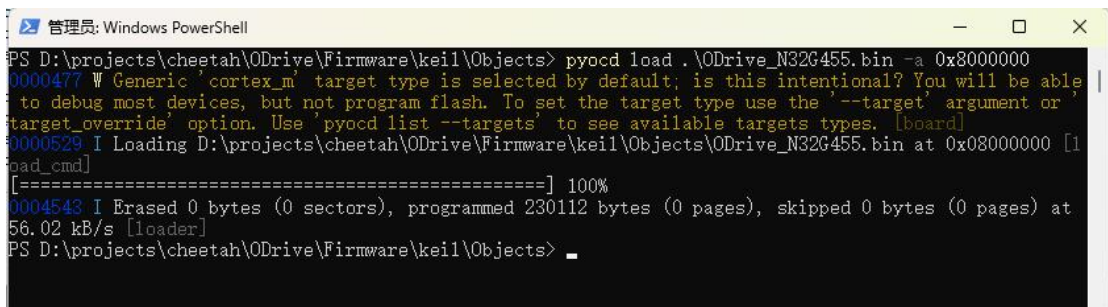 管理员: Windows PowerShell
PS D:\projects\cheetah\ODrive\Firmware\keil\Objects> pyocd load .\ODrive_N32G455.bin -a 0x8000000
0000477 W Generic 'cortex_m' target type is selected by default; is this intentional? You will be able
to debug most devices, but not program flash. To set the target type use the '--target' argument or '
target_override' option. Use 'pyocd list --targets' to see available targets types. [board]
0000529 I Loading D:\projects\cheetah\ODrive\Firmware\keil\Objects\ODrive_N32G455.bin at 0x08000000 [l
oad_cmd]
[==================================================] 100%
0004543 I Erased 0 bytes (0 sectors), programmed 230112 bytes (0 pages), skipped 0 bytes (0 pages) at
56.02 kB/s [loader]
PS D:\projects\cheetah\ODrive\Firmware\keil\Objects>